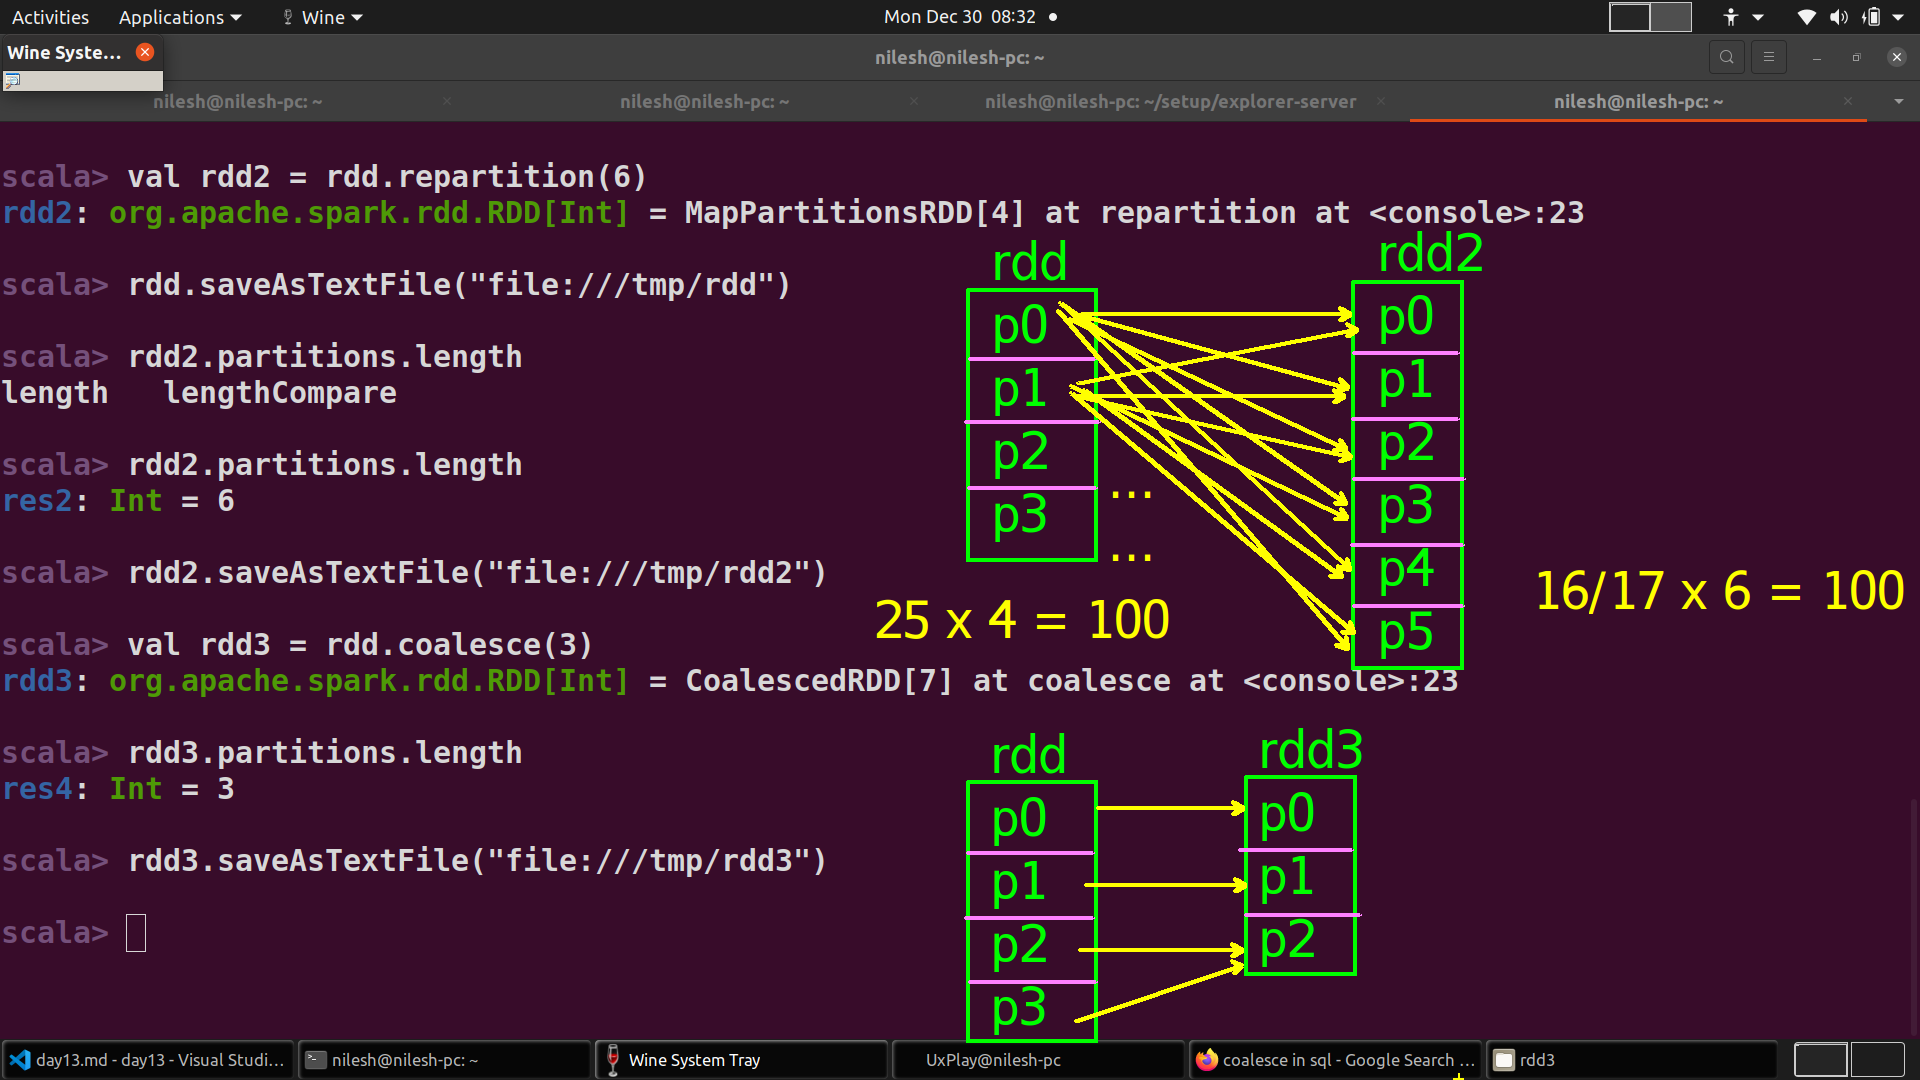 Activities Applications Wine Mon Dec 30 08:32
Wine Syste...
nilesh@nilesh-pc: ~
nilesh@nilesh-pc: ~ nilesh@nilesh-pc: ~ nilesh@nilesh-pc: ~/setup/explorer-server nilesh@nilesh-pc: ~
scala> val rdd2 = rdd.repartition(6)
rdd2: org.apache.spark.rdd.RDD[Int] = MapPartitionsRDD[4] at repartition at <console>:23
scala> rdd.saveAsTextFile("file:///tmp/rdd")
scala> rdd2.partitions.length
length lengthCompare
scala> rdd2.partitions.length
res2: Int = 6
scala> rdd2.saveAsTextFile("file:///tmp/rdd2")
scala> val rdd3 = rdd.coalesce(3)
rdd3: org.apache.spark.rdd.RDD[Int] = CoalescedRDD[7] at coalesce at <console>:23
scala> rdd3.partitions.length
res4: Int = 3
scala> rdd3.saveAsTextFile("file:///tmp/rdd3")
scala>
rdd
p0
p1
p2
p3
...
...
25 x 4 = 100
rdd2
p0
p1
p2
p3
p4
p5
16/17 x 6 = 100
rdd
p0
p1
p2
p3
rdd3
p0
p1
p2
day13.md - day13 - Visual Studi... nilesh@nilesh-pc: ~ Wine System Tray UxPlay@nilesh-pc coalesce in sql - Google Search ... rdd3